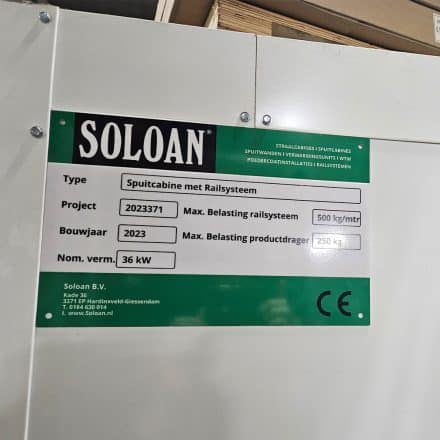 SOLOAN®
STRAALCABINES I SPUITCABINES
SPUITWANDEN I VERWARMINGSUNITS I WTW
POEDERCOATINSTALLATIES I RAILSYSTEMEN
Type Spuitcabine met Railsysteem
Project 2023371 Max. Belasting railsysteem 500 kg/mtr
Bouwjaar 2023 Max. Belasting productdrager 250 kg
Nom. verm. 36 kW
Soloan B.V.
Kade 36
3371 EP Hardinxveld-Giessendam
T. 0184 630 014
I. www.Soloan.nl
CE